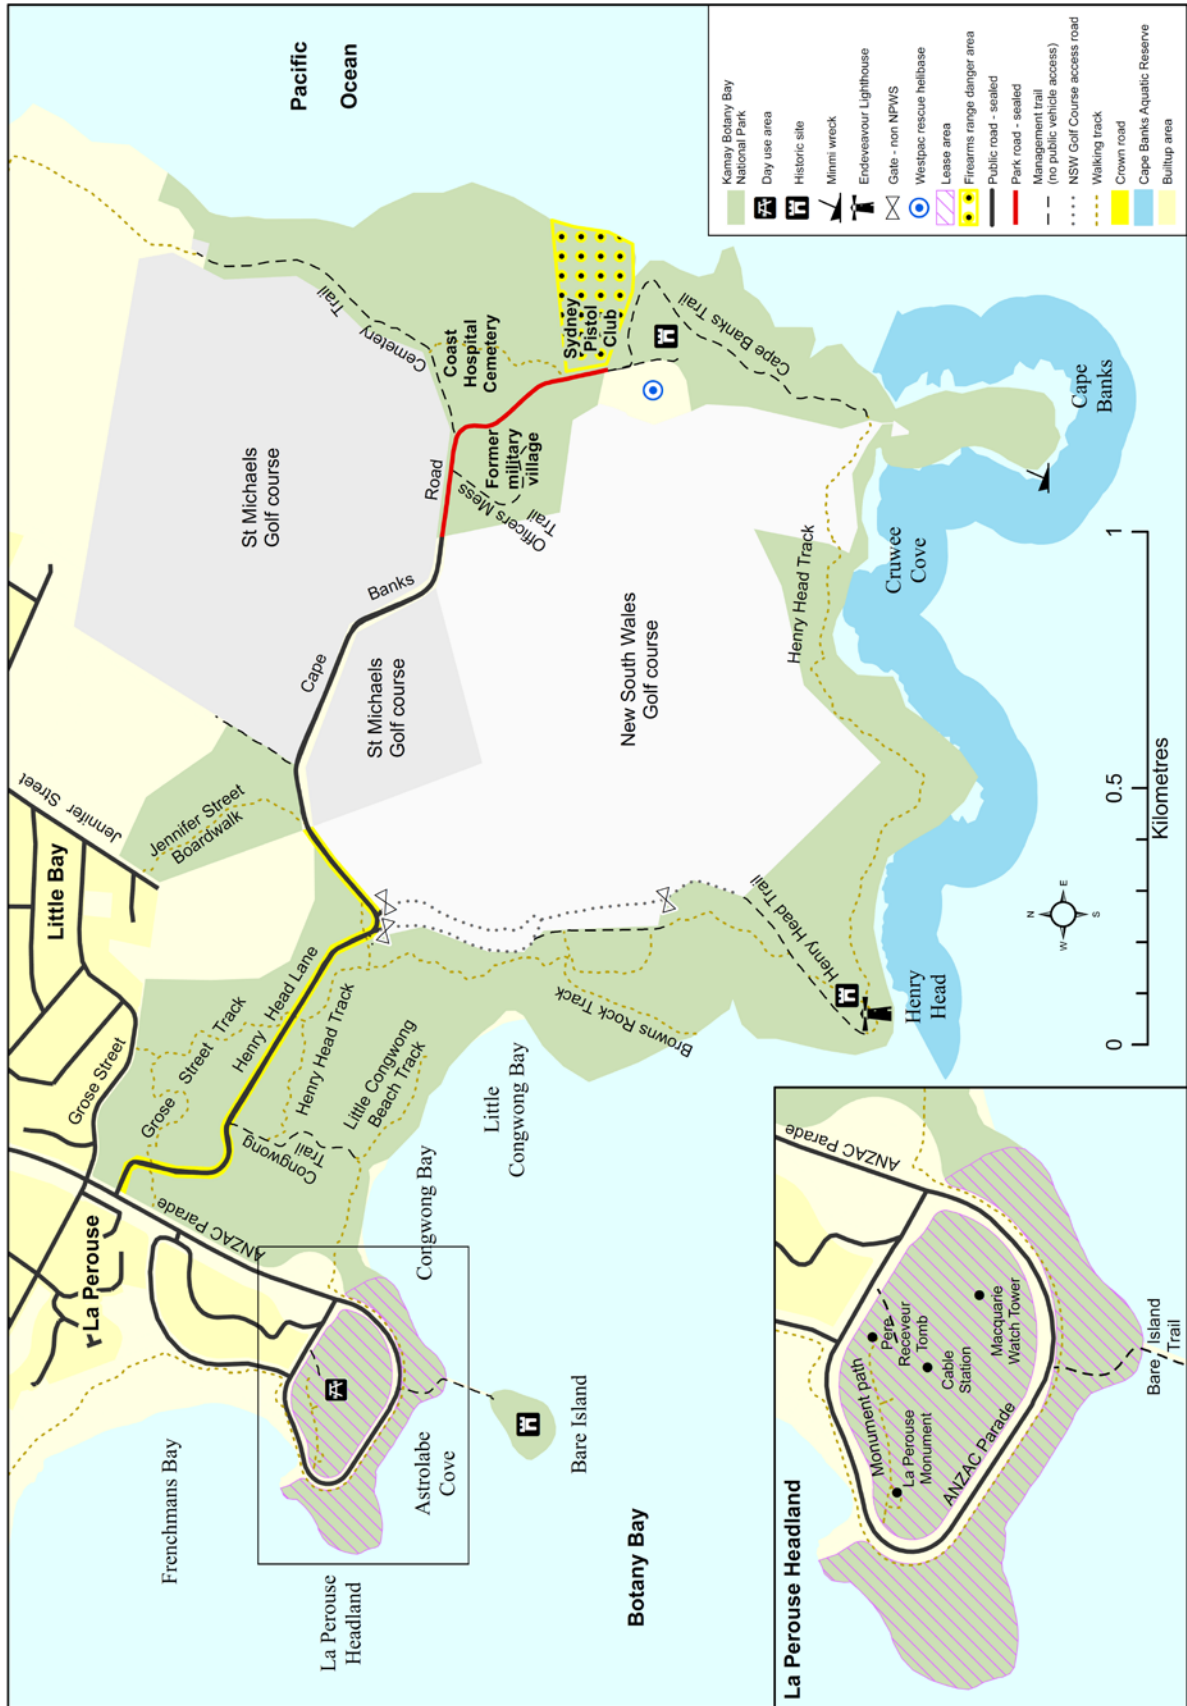 Pacific
Ocean
Kamay Botany Bay
National Park
Day use area
Historic site
Minmi wreck
Endeveavour Lighthouse
Gate - non NPWS
Westpac rescue helibase
Lease area
Firearms range danger area
Public road - sealed
Park road - sealed
Management trail
(no public vehicle access)
NSW Golf Course access road
Walking track
Crown road
Cape Banks Aquatic Reserve
Builtup area
St Michaels
Golf course
Cemetery
Trail
Coast
Hospital
Cemetery
Sydney
Pistol
Club
Cape Banks Trail
Cape
Banks
Road
Former
military
village
Officers Mess
Trail
Banks
Cape
St Michaels
Golf course
New South Wales
Golf course
Henry Head Track
Cruwee
Cove
Jennifer Street
Jennifer Street
Boardwalk
Little Bay
Grose Street
Grose
Street
Track
Henry
Head Lane
Henry Head Track
Congwong
Trail
Little Congwong
Beach Track
Browns Rock Track
Henry Head Trail
Henry
Head
Little
Congwong Bay
Congwong Bay
La Perouse
ANZAC Parade
Frenchmans Bay
La Perouse
Headland
Astrolabe
Cove
Bare Island
Botany Bay
0
0.5
1
Kilometres
N
E
S
W
La Perouse Headland
ANZAC Parade
Monument path
Pere
Receveur
Tomb
La Perouse
Monument
Cable
Station
Macquarie
Watch Tower
ANZAC Parade
Bare Island
Trail